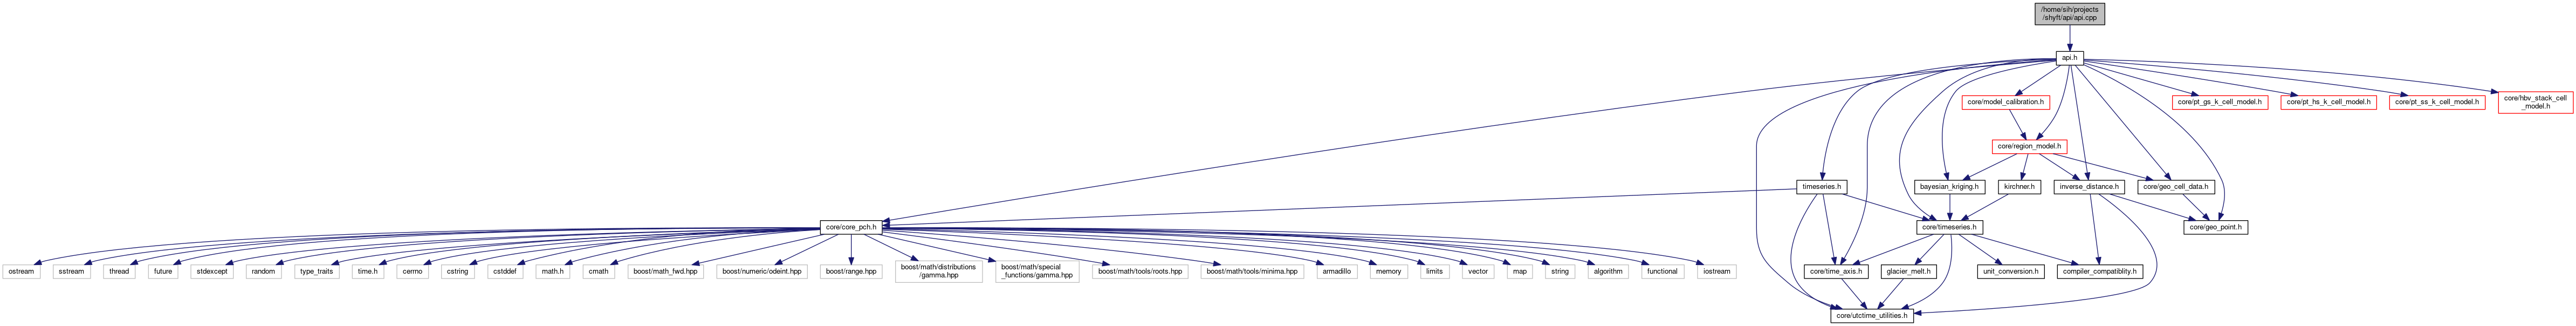 /home/sih/projects
/shyft/api/api.cpp
api.h
core/model_calibration.h
core/pt_gs_k_cell_model.h
core/pt_hs_k_cell_model.h
core/pt_ss_k_cell_model.h
core/hbv_stack_cell
_model.h
core/region_model.h
timeseries.h
bayesian_kriging.h
kirchner.h
inverse_distance.h
core/geo_cell_data.h
core/core_pch.h
core/timeseries.h
core/geo_point.h
ostream
sstream
thread
future
stdexcept
random
type_traits
time.h
cerrno
cstring
cstddef
math.h
cmath
boost/math_fwd.hpp
boost/numeric/odeint.hpp
boost/range.hpp
boost/math/distributions
/gamma.hpp
boost/math/special
_functions/gamma.hpp
boost/math/tools/roots.hpp
boost/math/tools/minima.hpp
armadillo
memory
limits
vector
map
string
algorithm
functional
iostream
core/time_axis.h
glacier_melt.h
unit_conversion.h
compiler_compatiblity.h
core/utctime_utilities.h